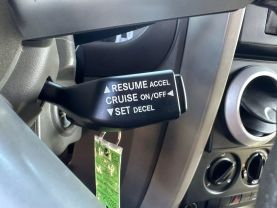 ▲RESUME ACCEL
CRUISE ON/OFF◄
▼SET DECEL